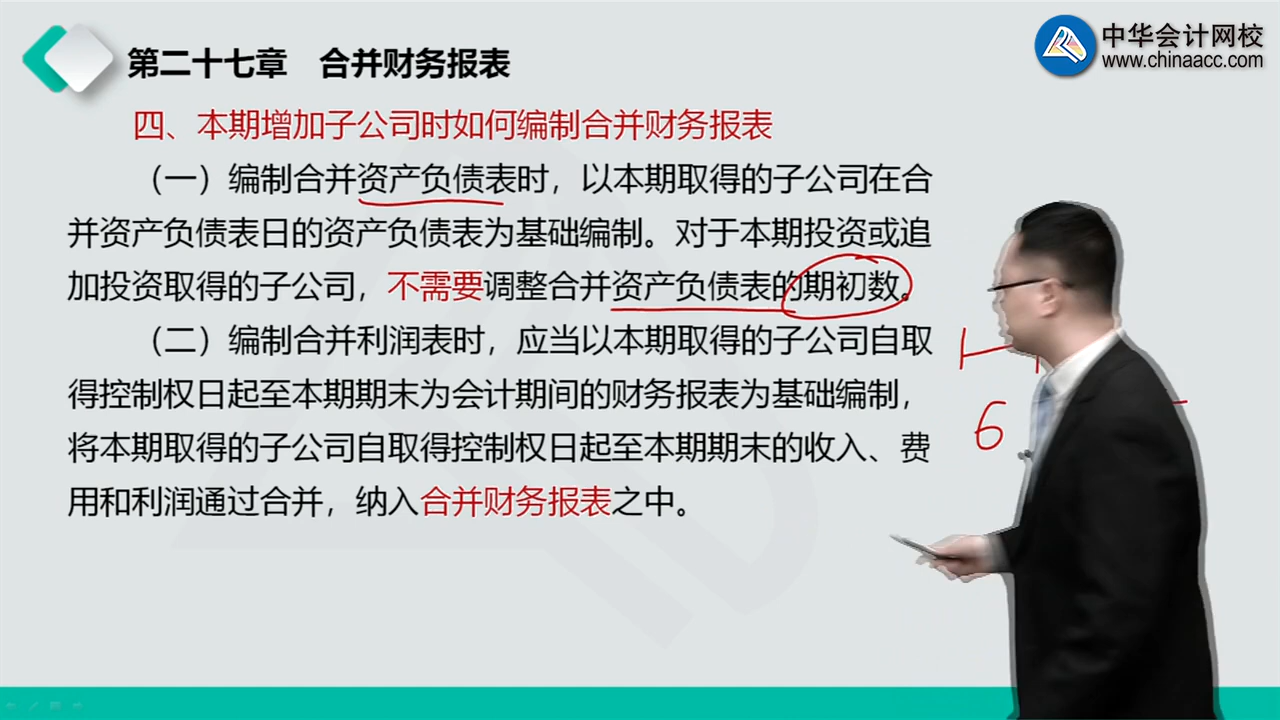 第二十七章 合并财务报表
中华会计网校
www.chinaacc.com
四、本期增加子公司时如何编制合并财务报表
（一）编制合并资产负债表时，以本期取得的子公司在合
并资产负债表日的资产负债表为基础编制。对于本期投资或追
加投资取得的子公司，不需要调整合并资产负债表的期初数。
（二）编制合并利润表时，应当以本期取得的子公司自取
得控制权日起至本期期末为会计期间的财务报表为基础编制，
将本期取得的子公司自取得控制权日起至本期期末的收入、费
用和利润通过合并，纳入合并财务报表之中。
6